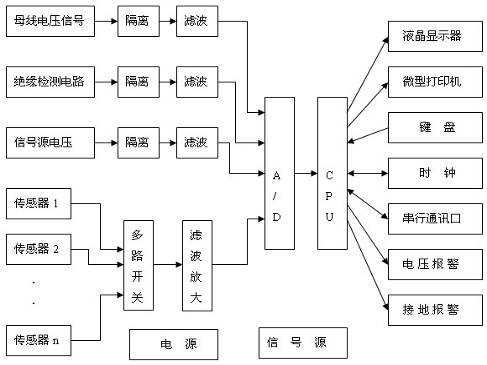 母线电压信号
隔离
滤波
液晶显示器
绝缘检测电路
隔离
滤波
微型打印机
信号源电压
隔离
滤波
键 盘
A/D
CPU
时 钟
传感器 1
传感器 2
.
.
传感器 n
多路开关
滤波放大
串行通讯口
电压报警
接地报警
电 源
信 号 源